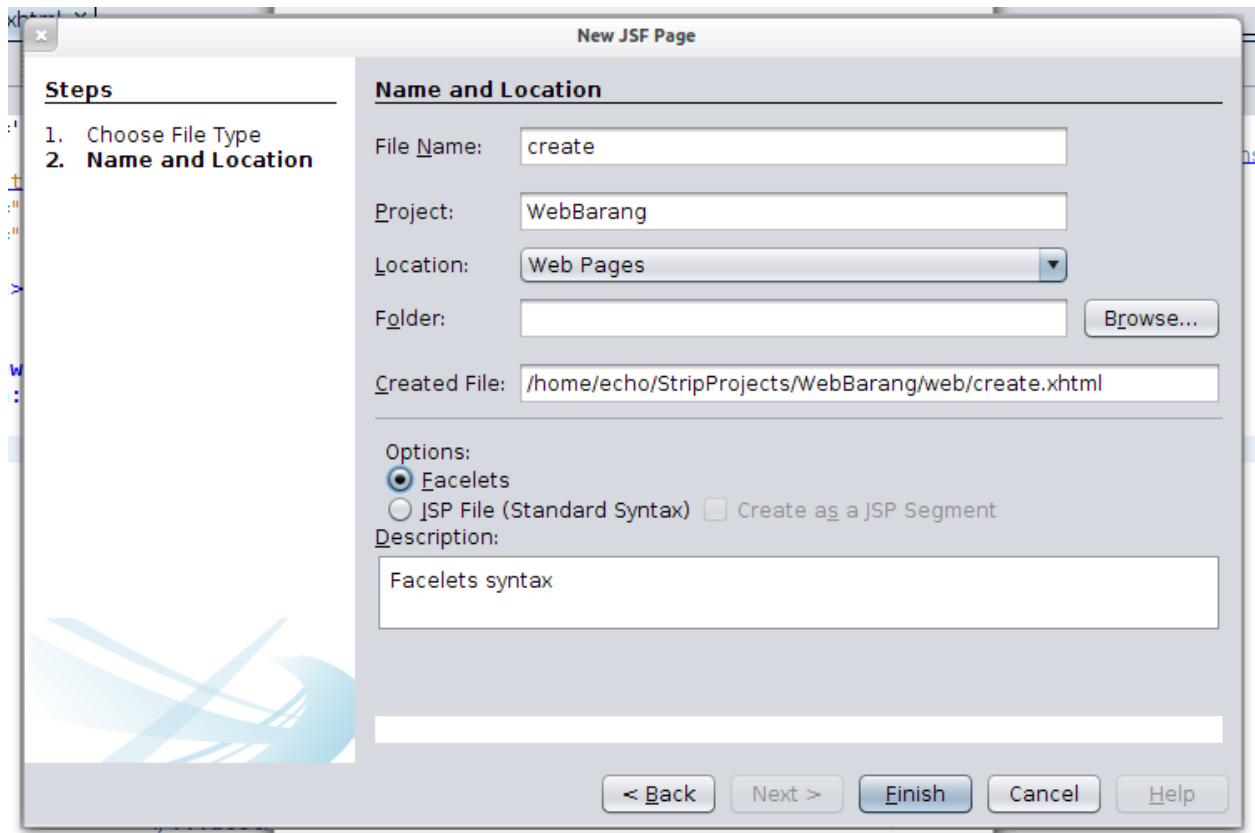 xhtml
New JSF Page
Steps
1. Choose File Type
2. Name and Location
Name and Location
File Name: create
Project: WebBarang
Location: Web Pages
Folder: Browse...
Created File: /home/echo/StripProjects/WebBarang/web/create.xhtml
Options:
Facelets
JSP File (Standard Syntax) Create as a JSP Segment
Description:
Facelets syntax
< Back Next > Finish Cancel Help